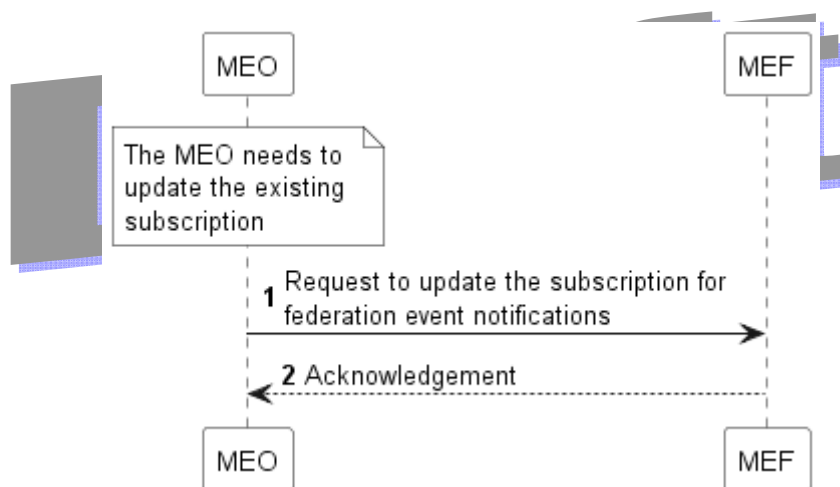 MEO
MEF
The MEO needs to
update the existing
subscription
1 Request to update the subscription for
federation event notifications
2 Acknowledgement
MEO
MEF